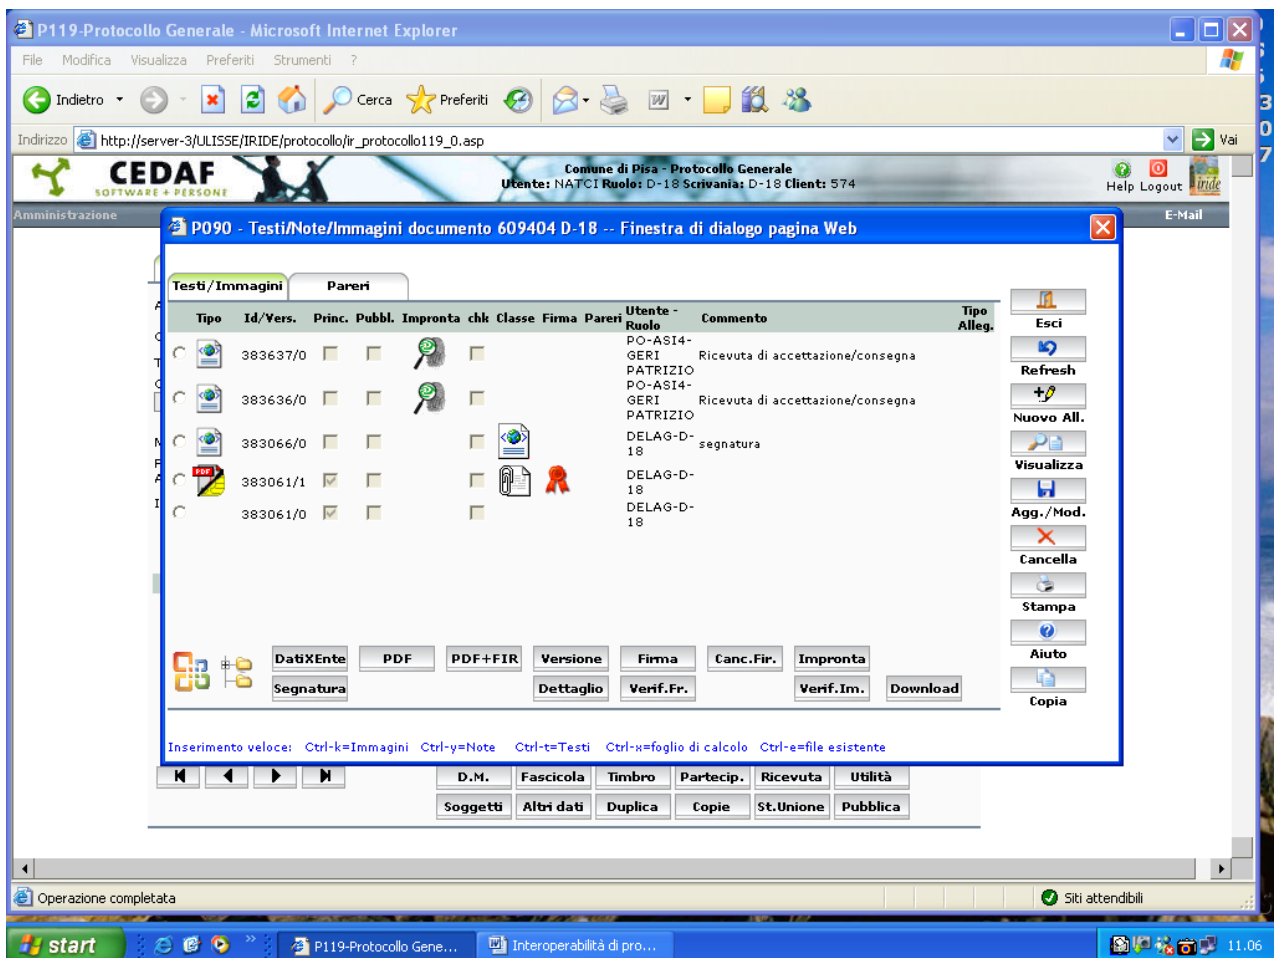 P119-Protocollo Generale - Microsoft Internet Explorer
File Modifica Visualizza Preferiti Strumenti ?
Indietro Cerca Preferiti
Indirizzo http://server-3/ULISSE/IRIDE/protocollo/ir_protocollo119_0.asp Vai
CEDAF
SOFTWARE + PERSONE
Comune di Pisa - Protocollo Generale
Utente: NATCI Ruolo: D-18 Scrivania: D-18 Client: 574
Help Logout iride
Amministrazione E-Mail
P090 - Testi/Note/Immagini documento 609404 D-18 -- Finestra di dialogo pagina Web
Testi/Immagini Pareri
Tipo Id/Vers. Princ. Pubbl. Impronta chk Classe Firma Pareri Utente - Ruolo Commento Tipo Alleg.
383637/0 PO-ASI4-GERI PATRIZIO Ricevuta di accettazione/consegna
383636/0 PO-ASI4-GERI PATRIZIO Ricevuta di accettazione/consegna
383066/0 DELAG-D-18 segnatura
PDF 383061/1 DELAG-D-18
383061/0 DELAG-D-18
Esci
Refresh
Nuovo All.
Visualizza
Agg./Mod.
Cancella
Stampa
Aiuto
Copia
DatiXEnte PDF PDF+FIR Versione Firma Canc.Fir. Impronta
Segnatura Dettaglio Verif.Fr. Verif.Im. Download
Inserimento veloce: Ctrl-k=Immagini Ctrl-y=Note Ctrl-t=Testi Ctrl-x=foglio di calcolo Ctrl-e=file esistente
D.M. Fascicola Timbro Partecip. Ricevuta Utilità
Soggetti Altri dati Duplica Copie St.Unione Pubblica
Operazione completata Siti attendibili
start P119-Protocollo Gene... Interoperabilità di pro... 11.06